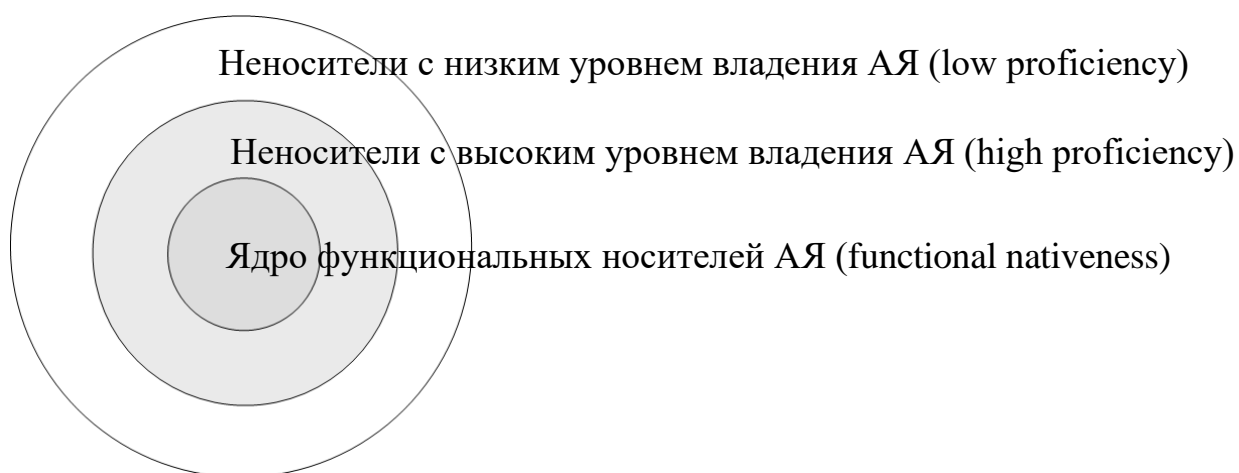 Неносители с низким уровнем владения АЯ (low proficiency)
Неносители с высоким уровнем владения АЯ (high proficiency)
Ядро функциональных носителей АЯ (functional nativeness)